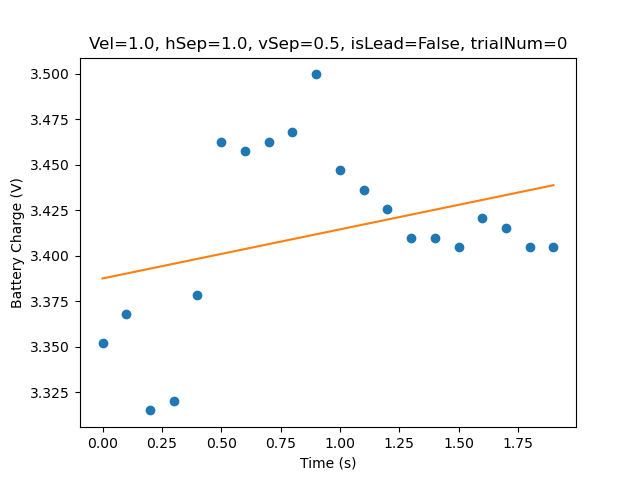 Vel=1.0, hSep=1.0, vSep=0.5, isLead=False, trialNum=0
3.500
3.475
3.450
3.425
3.400
3.375
3.350
3.325
Battery Charge (V)
0.00 0.25 0.50 0.75 1.00 1.25 1.50 1.75
Time (s)